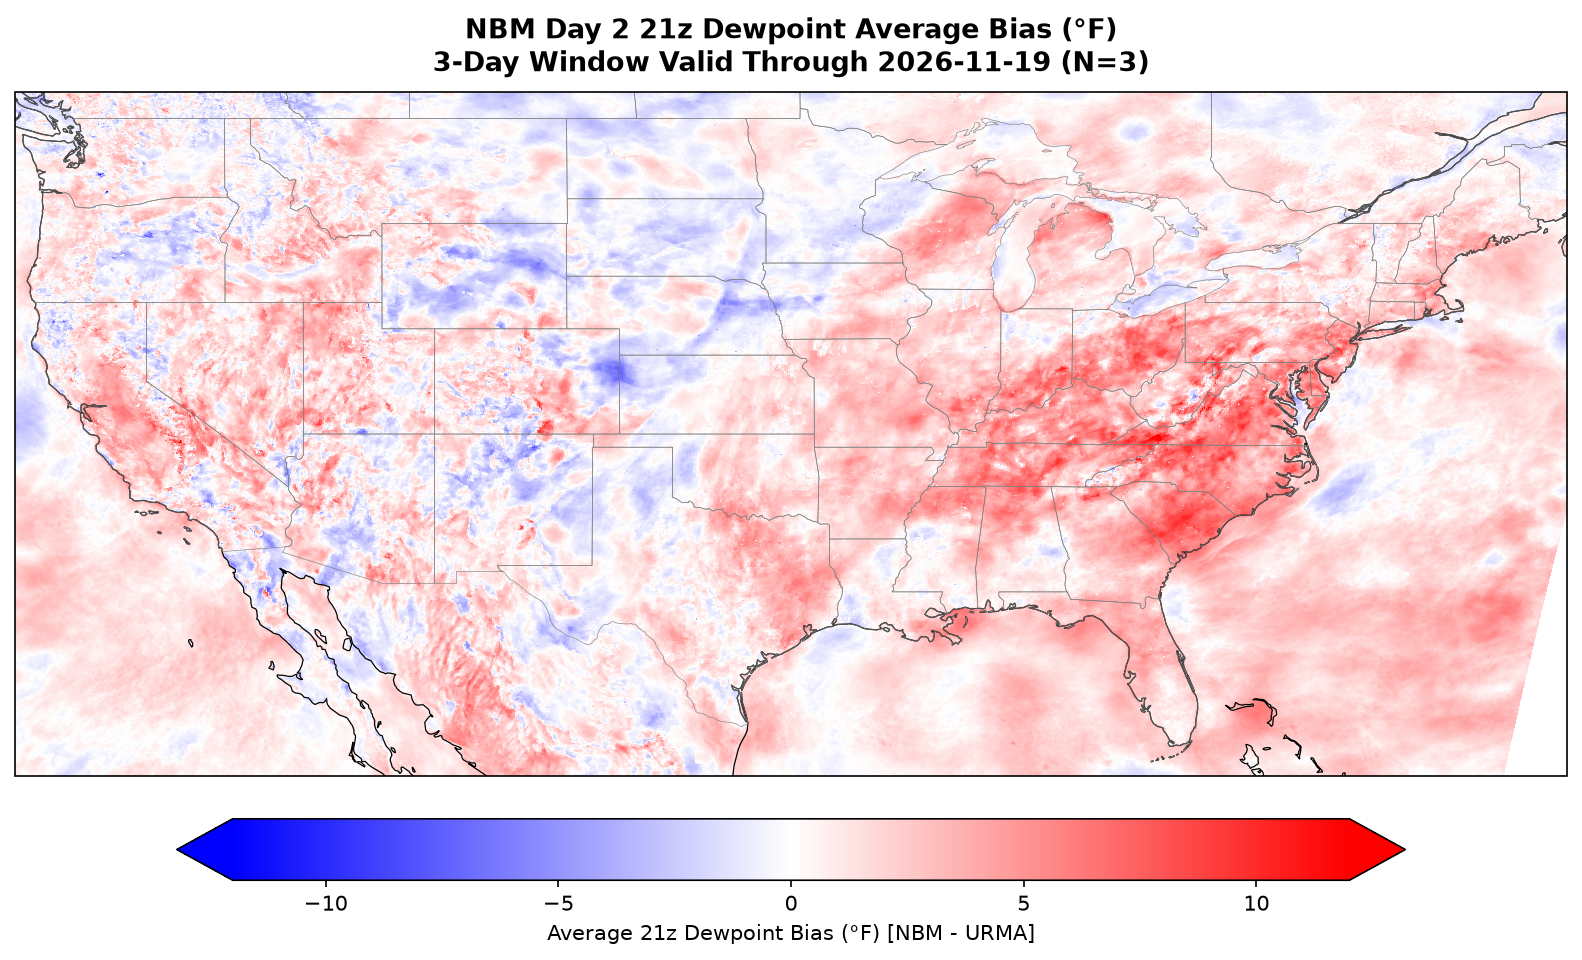 NBM Day 2 21z Dewpoint Average Bias (°F)
3-Day Window Valid Through 2026-11-19 (N=3)
−10 −5 0 5 10
Average 21z Dewpoint Bias (°F) [NBM - URMA]